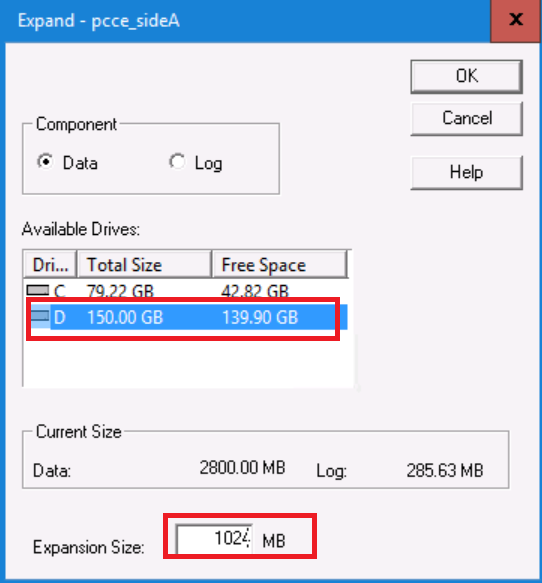 Expand - pcce_sideA
x
OK
Component
Cancel
Data Log
Help
Available Drives:
Dri... Total Size Free Space
C 79.22 GB 42.82 GB
D 150.00 GB 139.90 GB
Current Size
Data: 2800.00 MB Log: 285.63 MB
Expansion Size: 1024 MB